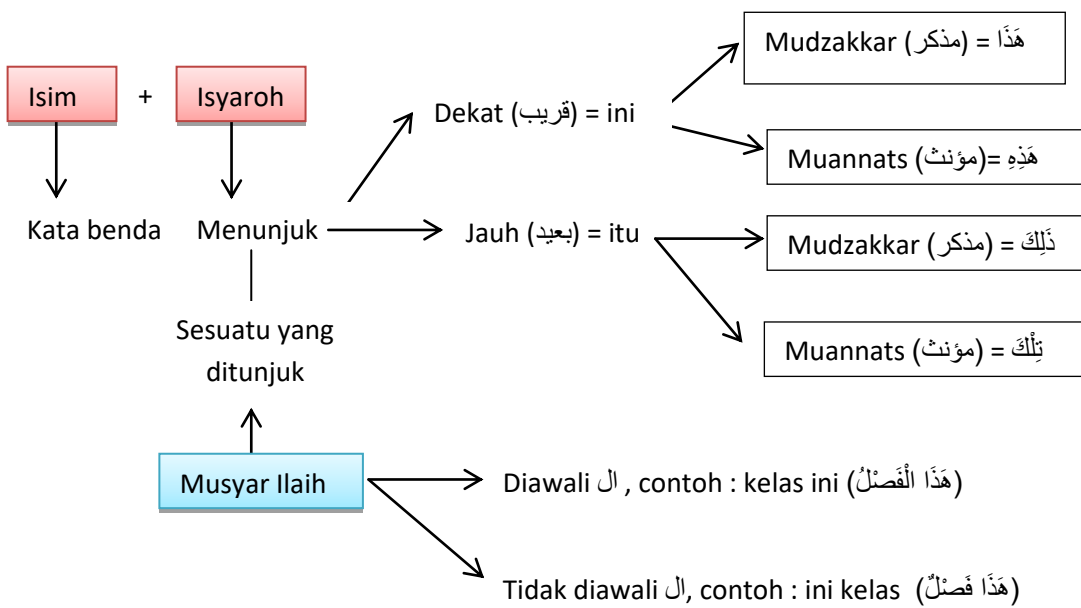 Mudzakkar (مذكر) = هَذَا
Isim + Isyaroh
Dekat (قريب) = ini
Muannats (مؤنث)= هَذِهِ
Kata benda Menunjuk Jauh (بعيد) = itu
Mudzakkar (مذكر) = ذَلِكَ
Sesuatu yang
ditunjuk
Muannats (مؤنث) = تِلْكَ
Musyar Ilaih
Diawali ال , contoh : kelas ini (هَذَا الْفَصْلُ)
Tidak diawali ال, contoh : ini kelas (هَذَا فَصْلٌ)